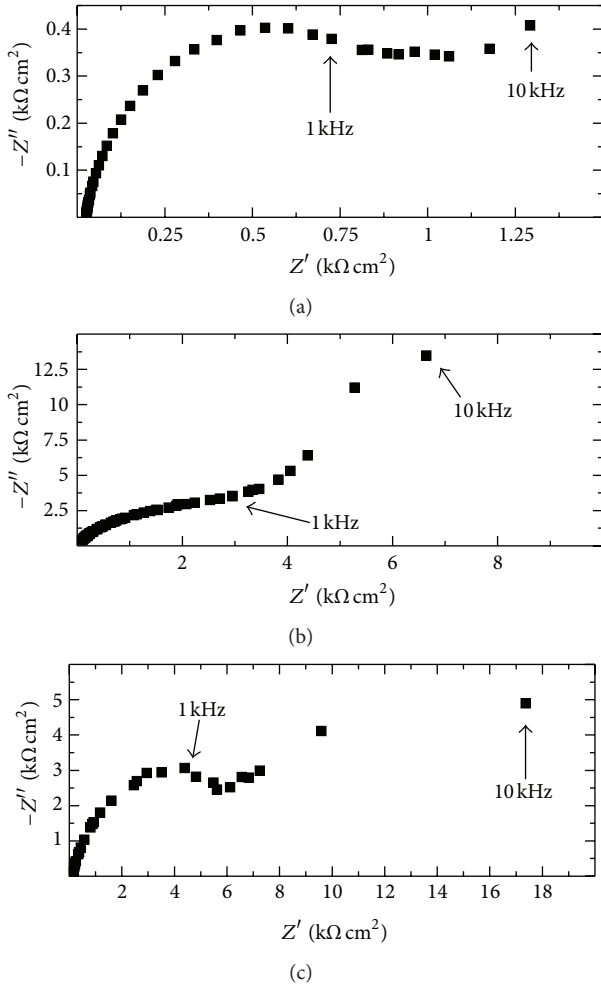 0.4
0.3
0.2
0.1
−Z″ (kΩ cm²)
1 kHz
10 kHz
0.25 0.5 0.75 1 1.25
Z′ (kΩ cm²)
(a)
12.5
10
7.5
5
2.5
−Z″ (kΩ cm²)
10 kHz
1 kHz
2 4 6 8
Z′ (kΩ cm²)
(b)
5
4
3
2
1
−Z″ (kΩ cm²)
1 kHz
10 kHz
2 4 6 8 10 12 14 16 18
Z′ (kΩ cm²)
(c)